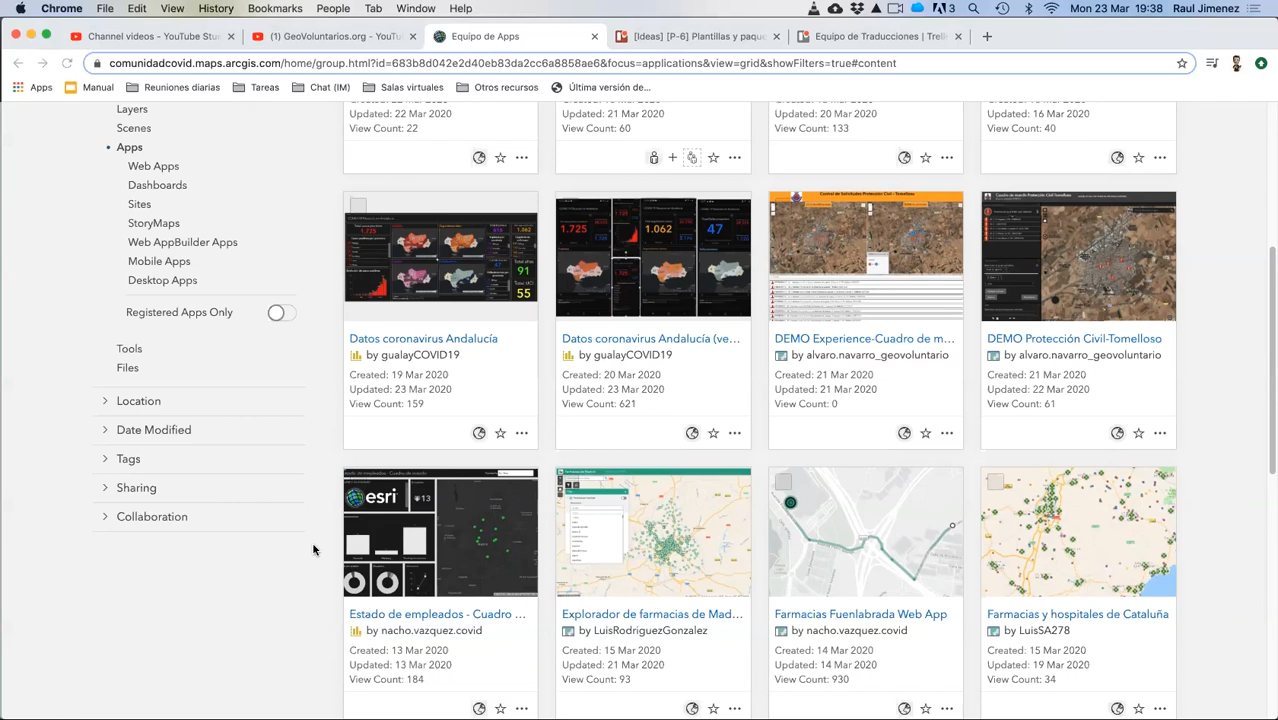 Chrome File Edit View History Bookmarks People Tab Window Help
3 Mon 23 Mar 19:38 Raul Jimenez
Channel videos - YouTube Stu
(1) GeoVoluntarios.org - YouTub
Equipo de Apps
[Ideas] [P-6] Plantillas y paque
Equipo de Traducciones | Trell
comunidadcovid.maps.arcgis.com/home/group.html?id=683b8d042e2d40eb83da2cc6a8858ae6&focus=applications&view=grid&showFilters=true#content
Apps Manual Reuniones diarias Tareas Chat (IM) Salas virtuales Otros recursos Última versión de...
Layers
Scenes
Apps
Web Apps
Dashboards
Sites
StoryMaps
Web AppBuilder Apps
Mobile Apps
Desktop Apps
Registered Apps Only
Tools
Files
Location
Date Modified
Tags
Sharing
Collaboration
Updated: 22 Mar 2020
View Count: 22
Updated: 21 Mar 2020
View Count: 60
Updated: 20 Mar 2020
View Count: 133
Updated: 16 Mar 2020
View Count: 40
Datos coronavirus Andalucía
by gualayCOVID19
Created: 19 Mar 2020
Updated: 23 Mar 2020
View Count: 159
Datos coronavirus Andalucía (ve...
by gualayCOVID19
Created: 20 Mar 2020
Updated: 23 Mar 2020
View Count: 621
DEMO Experience-Cuadro de m...
by alvaro.navarro_geovoluntario
Created: 21 Mar 2020
Updated: 21 Mar 2020
View Count: 0
DEMO Protección Civil-Tomelloso
by alvaro.navarro_geovoluntario
Created: 21 Mar 2020
Updated: 22 Mar 2020
View Count: 61
esri
13
Estado de empleados - Cuadro ...
by nacho.vazquez.covid
Created: 13 Mar 2020
Updated: 13 Mar 2020
View Count: 184
Explorador de farmacias de Mad...
by LuisRodriguezGonzalez
Created: 15 Mar 2020
Updated: 21 Mar 2020
View Count: 93
Farmacias Fuenlabrada Web App
by nacho.vazquez.covid
Created: 14 Mar 2020
Updated: 14 Mar 2020
View Count: 930
Farmacias y hospitales de Cataluña
by LuisSA278
Created: 15 Mar 2020
Updated: 19 Mar 2020
View Count: 34